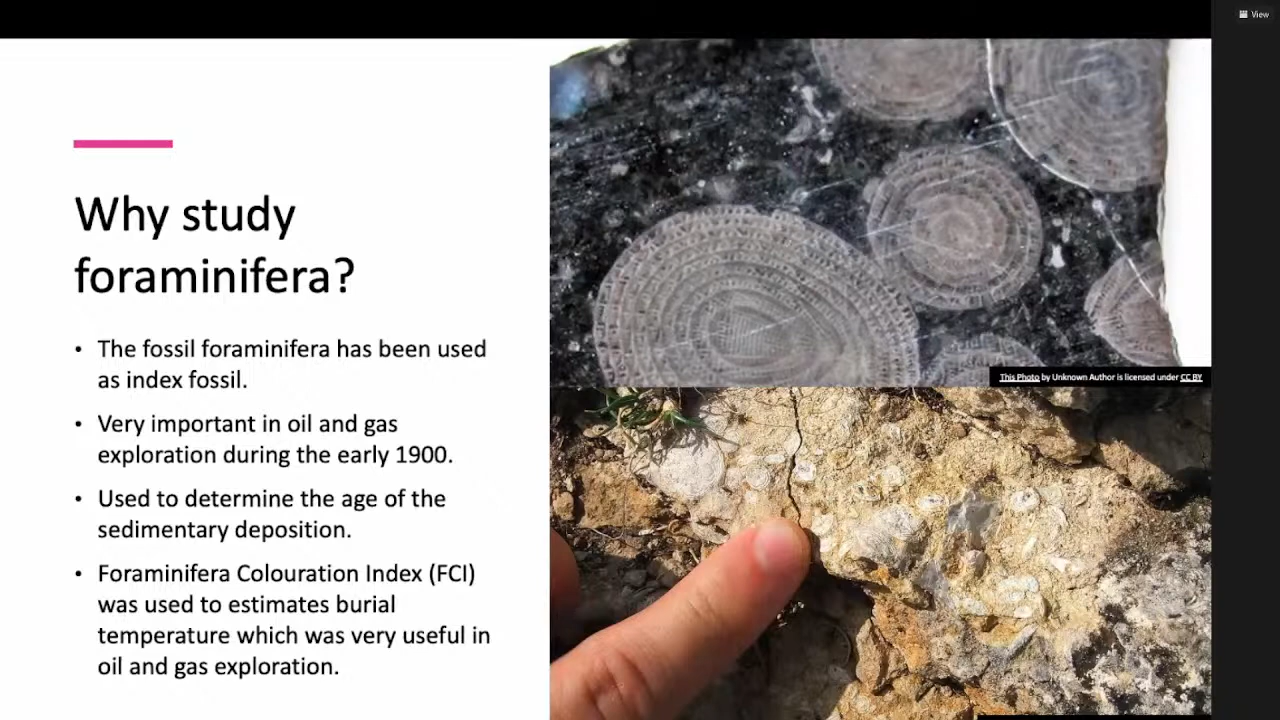 View
Why study
foraminifera?
• The fossil foraminifera has been used
as index fossil.
• Very important in oil and gas
exploration during the early 1900.
• Used to determine the age of the
sedimentary deposition.
• Foraminifera Colouration Index (FCI)
was used to estimates burial
temperature which was very useful in
oil and gas exploration.
This Photo by Unknown Author is licensed under CC BY